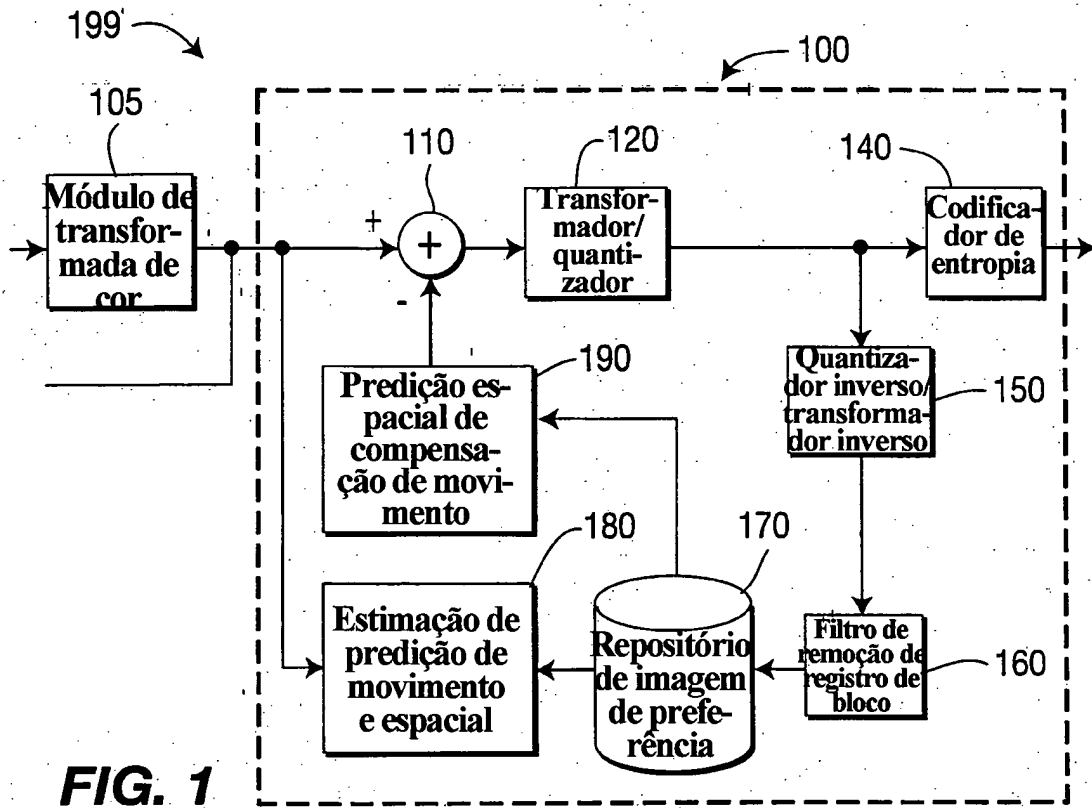 199
100
105
110
120
140
Módulo de
transfor-
mada de
cor
+
+
-
Transfor-
mador/
quanti-
zador
Codifica-
dor de
entropia
190
Predição es-
pacial de
compensa-
ção de movi-
mento
Quantiza-
dor inverso/
transforma-
dor inverso
150
180
170
Estimação de
predição de
movimento
e espacial
Repositório
de imagem
de prefe-
rência
Filtro de
remoção de
registro de
bloco
160
FIG. 1